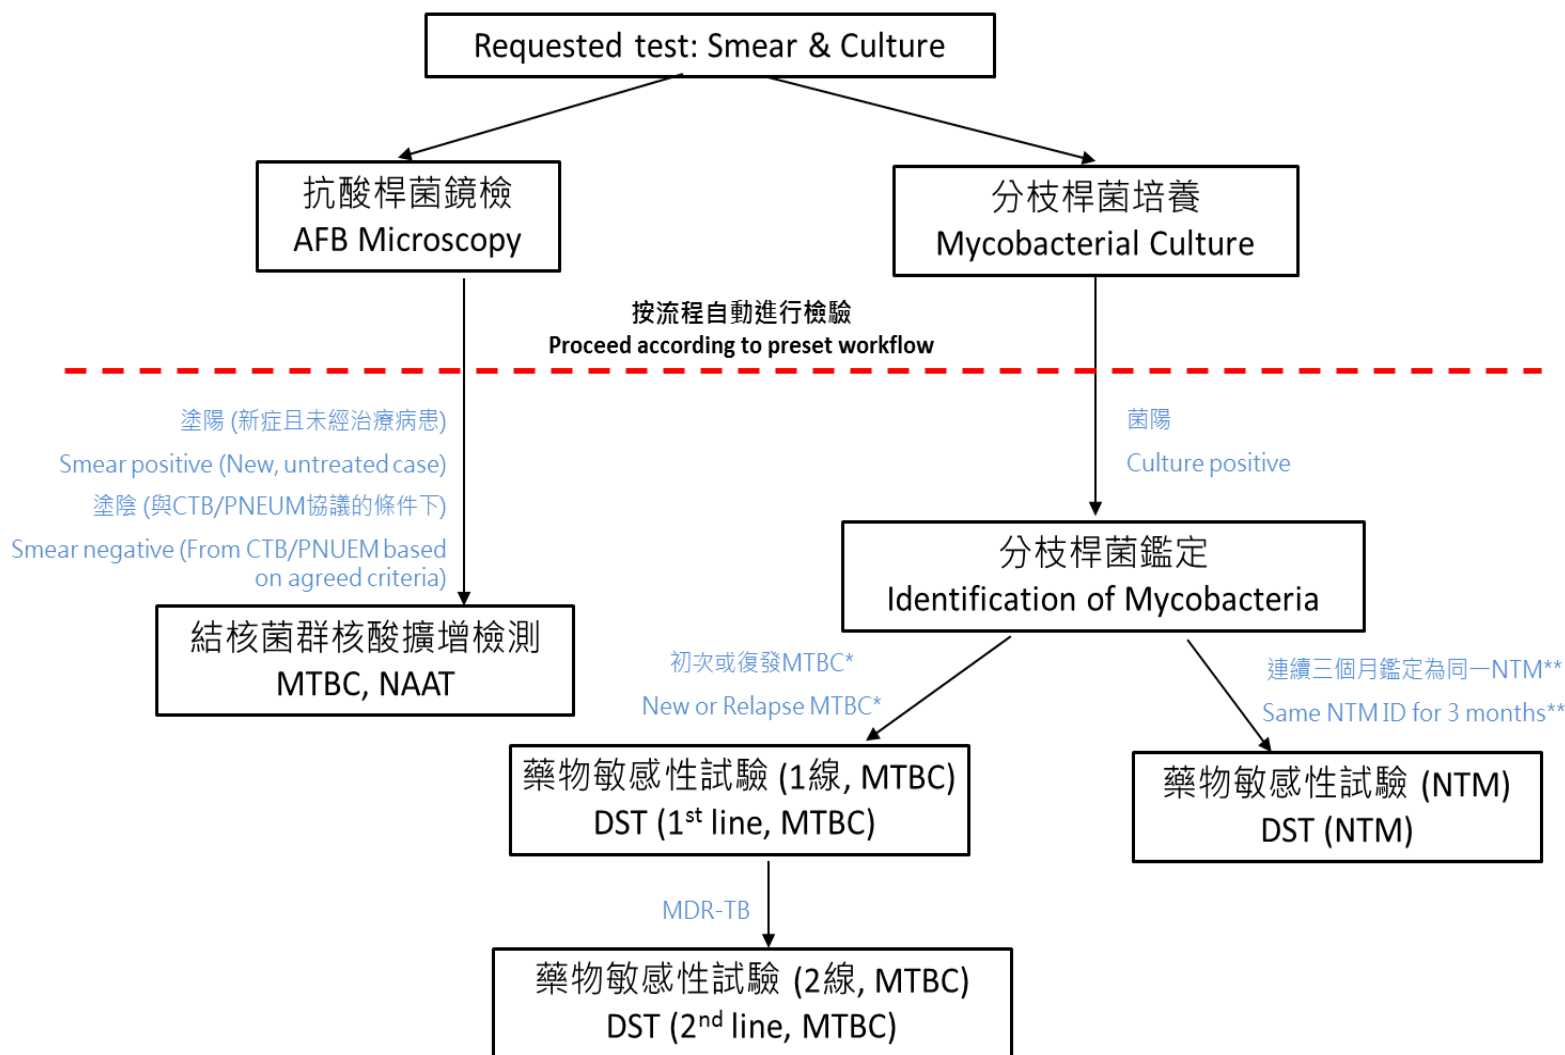 Requested test: Smear & Culture
抗酸桿菌鏡檢
AFB Microscopy
分枝桿菌培養
Mycobacterial Culture
按流程自動進行檢驗
Proceed according to preset workflow
塗陽 (新症且未經治療病患)
Smear positive (New, untreated case)
塗陰 (與CTB/PNEUM協議的條件下)
Smear negative (From CTB/PNUEM based
on agreed criteria)
菌陽
Culture positive
結核菌群核酸擴增檢測
MTBC, NAAT
分枝桿菌鑑定
Identification of Mycobacteria
初次或復發MTBC*
New or Relapse MTBC*
連續三個月鑑定為同一NTM**
Same NTM ID for 3 months**
藥物敏感性試驗 (1線, MTBC)
DST (1st line, MTBC)
藥物敏感性試驗 (NTM)
DST (NTM)
MDR-TB
藥物敏感性試驗 (2線, MTBC)
DST (2nd line, MTBC)